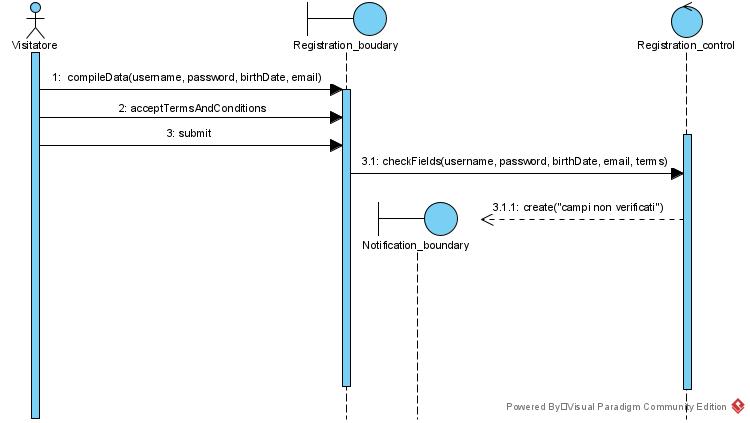 Visitatore
Registration_boudary
Registration_control
1: compileData(username, password, birthDate, email)
2: acceptTermsAndConditions
3: submit
3.1: checkFields(username, password, birthDate, email, terms)
3.1.1: create("campi non verificati")
Notification_boundary
Powered By Visual Paradigm Community Edition